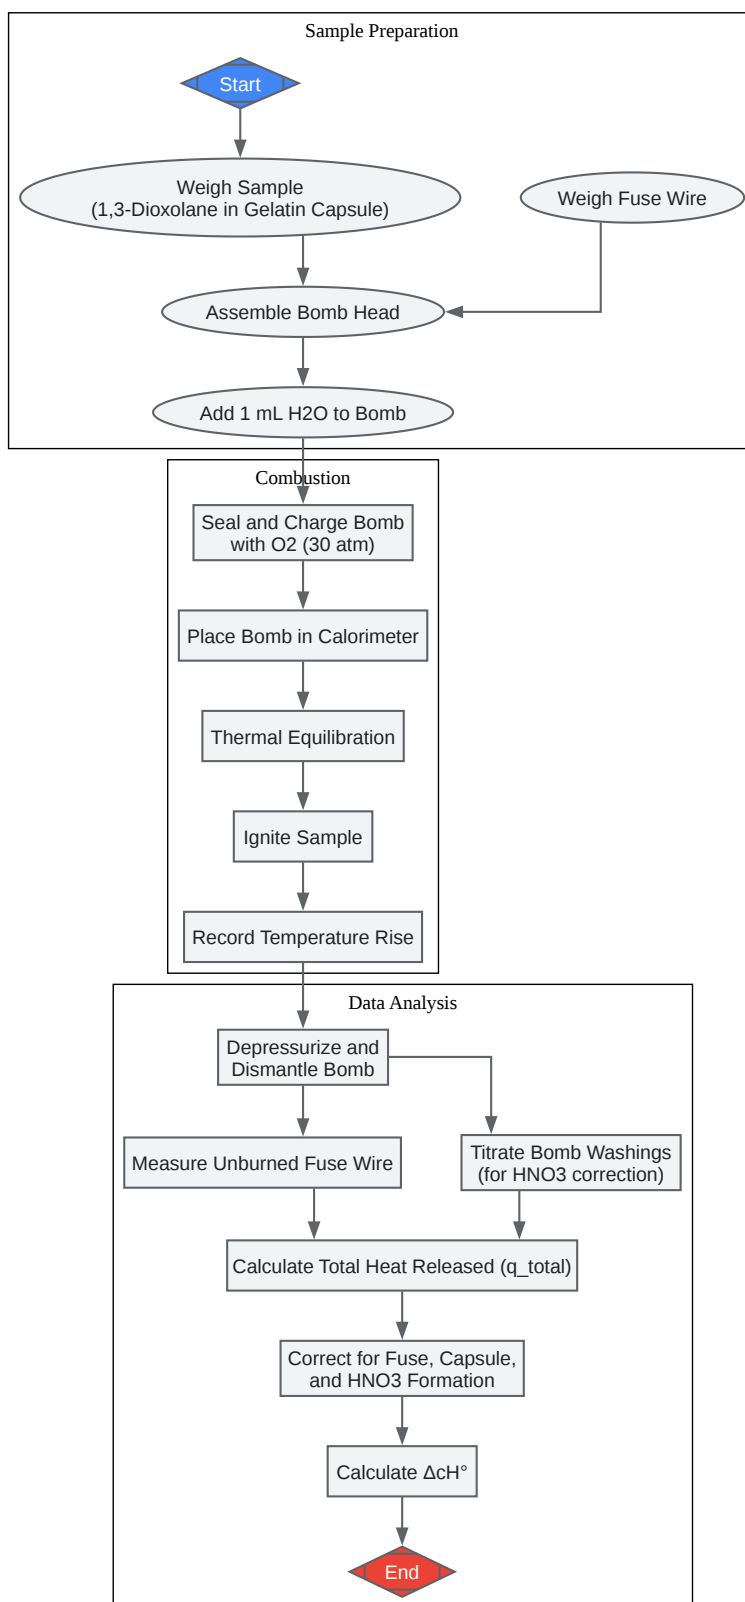 Sample Preparation
Start
Weigh Sample
(1,3-Dioxolane in Gelatin Capsule)
Weigh Fuse Wire
Assemble Bomb Head
Add 1 mL H2O to Bomb
Combustion
Seal and Charge Bomb
with O2 (30 atm)
Place Bomb in Calorimeter
Thermal Equilibration
Ignite Sample
Record Temperature Rise
Data Analysis
Depressurize and
Dismantle Bomb
Measure Unburned Fuse Wire
Titrate Bomb Washings
(for HNO3 correction)
Calculate Total Heat Released (q_total)
Correct for Fuse, Capsule,
and HNO3 Formation
Calculate ΔcH°
End